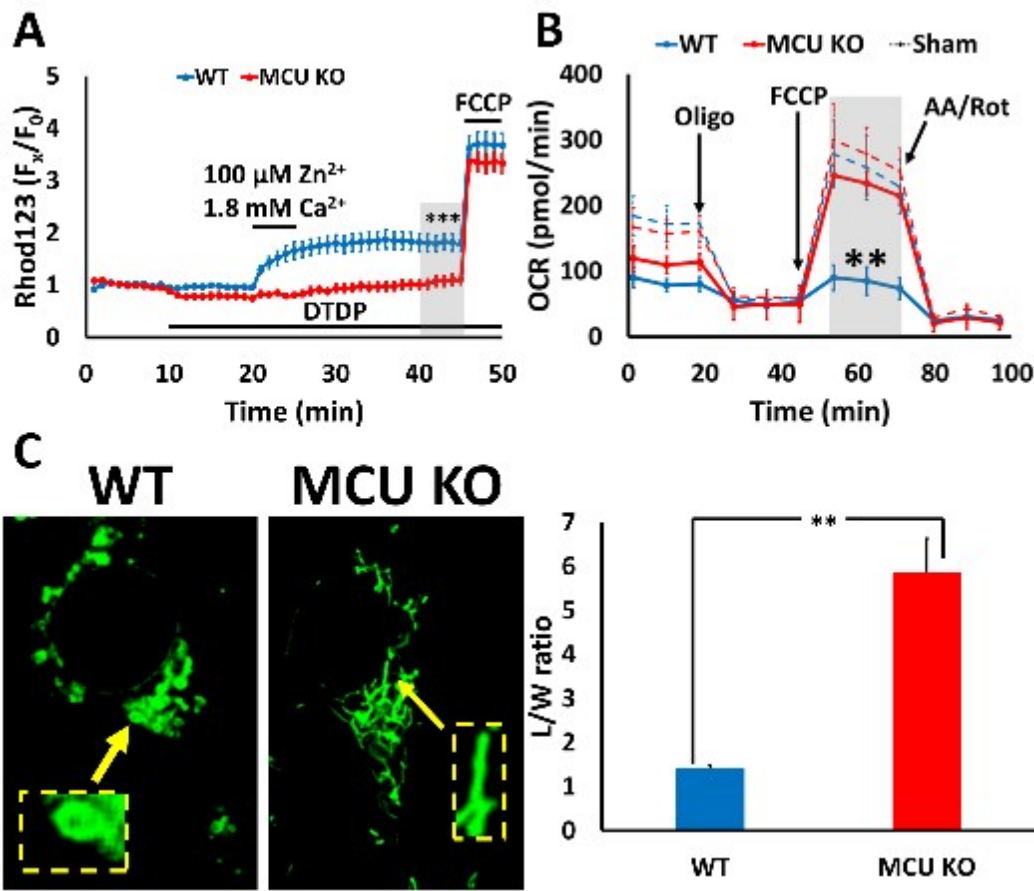 A
WT MCU KO
FCCP
100 µM Zn²⁺
1.8 mM Ca²⁺
***
DTDP
Rhod123 (Fₓ/F₀)
5
4
3
2
1
0
0 10 20 30 40 50
Time (min)
B
WT MCU KO Sham
Oligo
FCCP
AA/Rot
**
OCR (pmol/min)
400
300
200
100
0
0 20 40 60 80 100
Time (min)
C
WT
MCU KO
**
L/W ratio
7
6
5
4
3
2
1
0
WT MCU KO